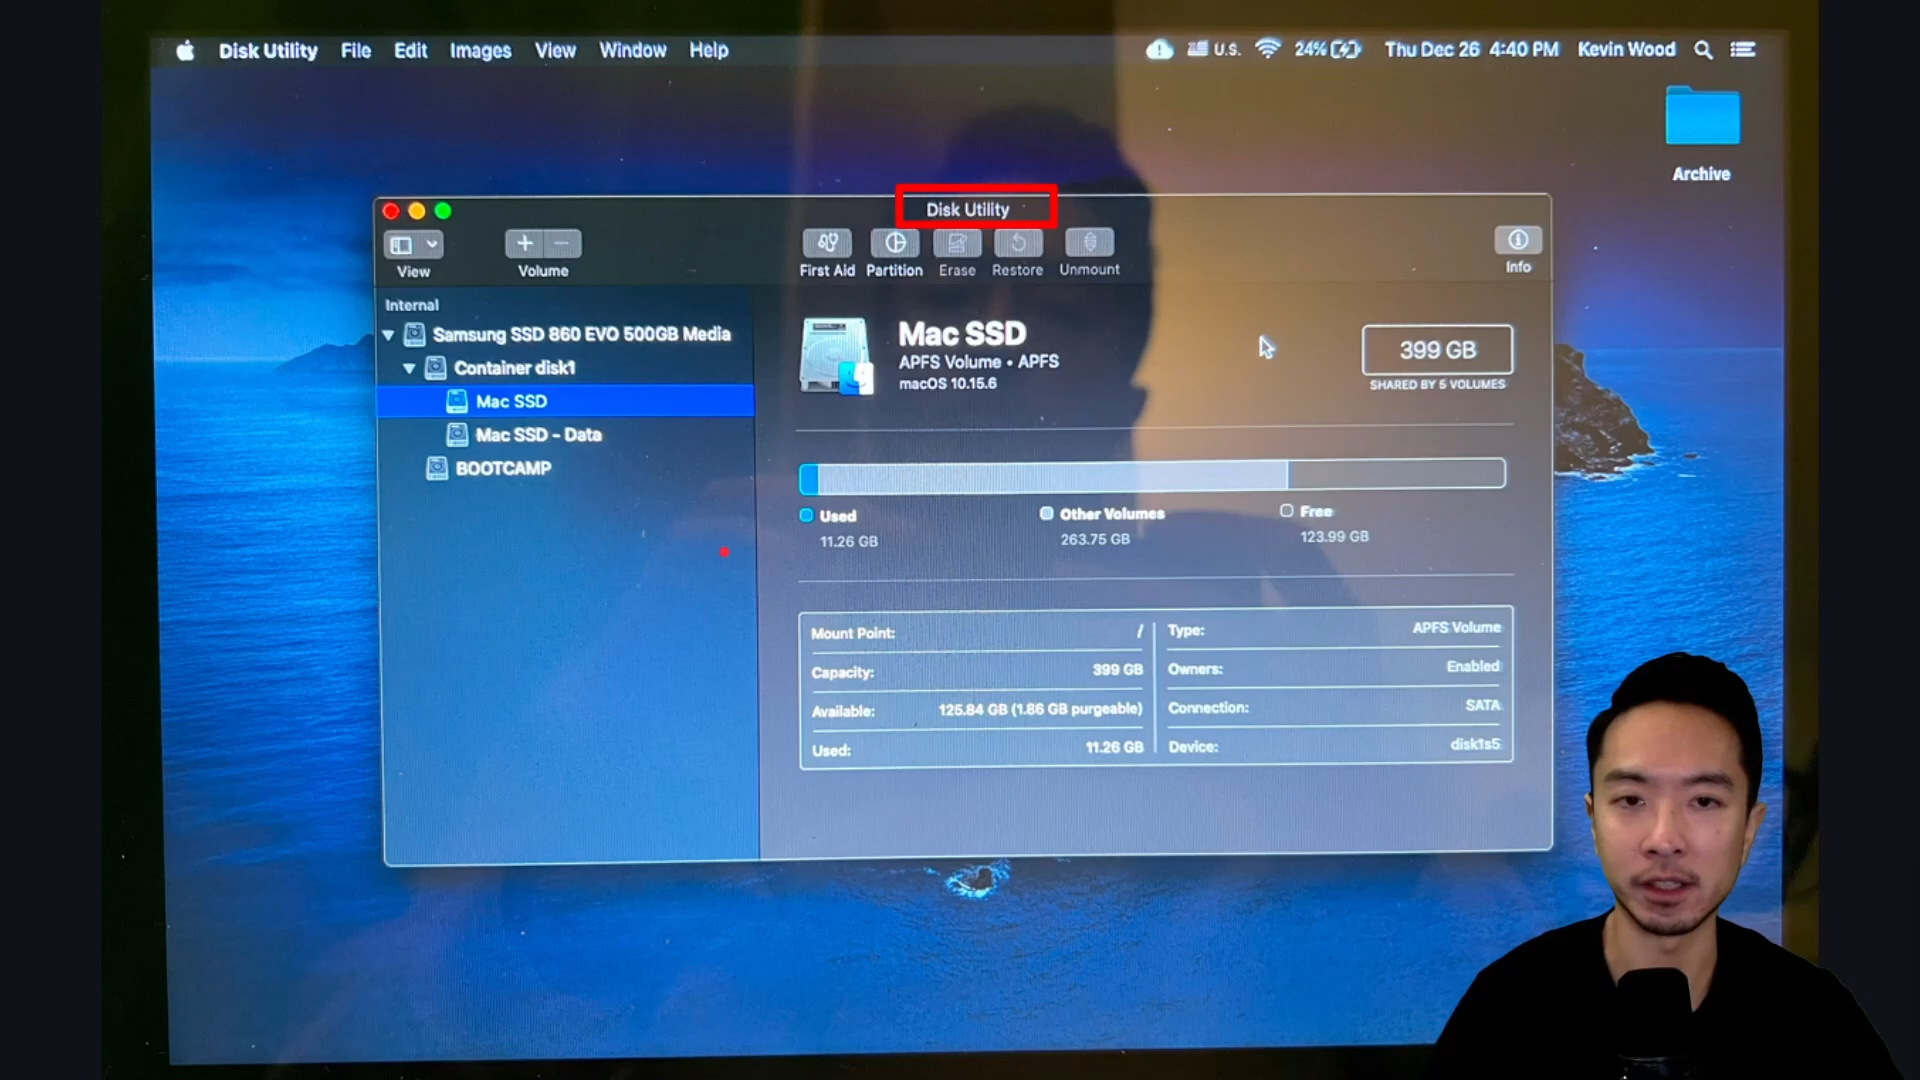 Disk Utility File Edit Images View Window Help U.S. 24% Thu Dec 26 4:40 PM Kevin Wood
Archive
Disk Utility
View Volume First Aid Partition Erase Restore Unmount Info
Internal
Samsung SSD 860 EVO 500GB Media
Container disk1
Mac SSD
Mac SSD - Data
BOOTCAMP
Mac SSD
APFS Volume • APFS
macOS 10.15.6
399 GB
SHARED BY 5 VOLUMES
Used Other Volumes Free
11.26 GB 263.75 GB 123.99 GB
Mount Point: / Type: APFS Volume
Capacity: 399 GB Owners: Enabled
Available: 125.84 GB (1.86 GB purgeable) Connection: SATA
Used: 11.26 GB Device: disk1s5